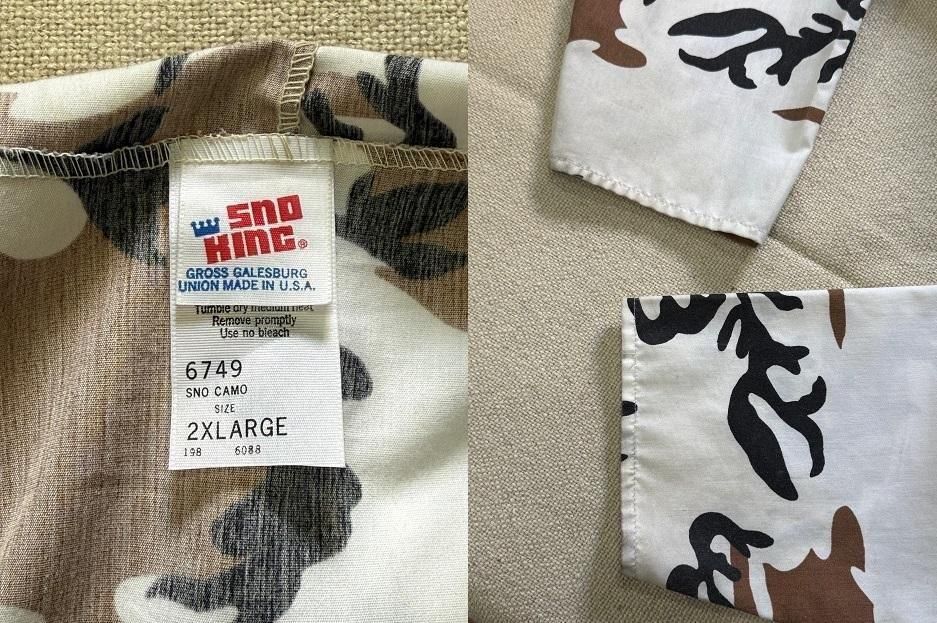 SNO
KING®
GROSS GALESBURG
UNION MADE IN U.S.A.
Tumble dry medium heat
Remove promptly
Use no bleach
6749
SNO CAMO
SIZE
2XLARGE
198 6088